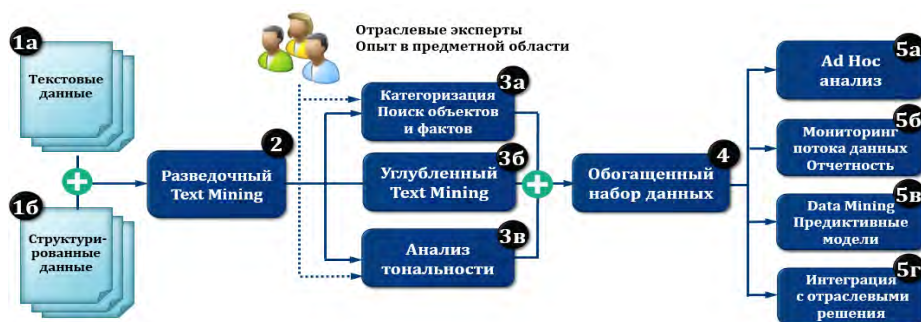 1а
Текстовые
данные
1б
Структури-
рованные
данные
Отраслевые эксперты
Опыт в предметной области
2
Разведочный
Text Mining
3а
Категоризация
Поиск объектов
и фактов
3б
Углубленный
Text Mining
3в
Анализ
тональности
4
Обогащенный
набор данных
5а
Ad Hoc
анализ
5б
Мониторинг
потока данных
Отчетность
5в
Data Mining
Предиктивные
модели
5г
Интеграция
с отраслевыми
решения